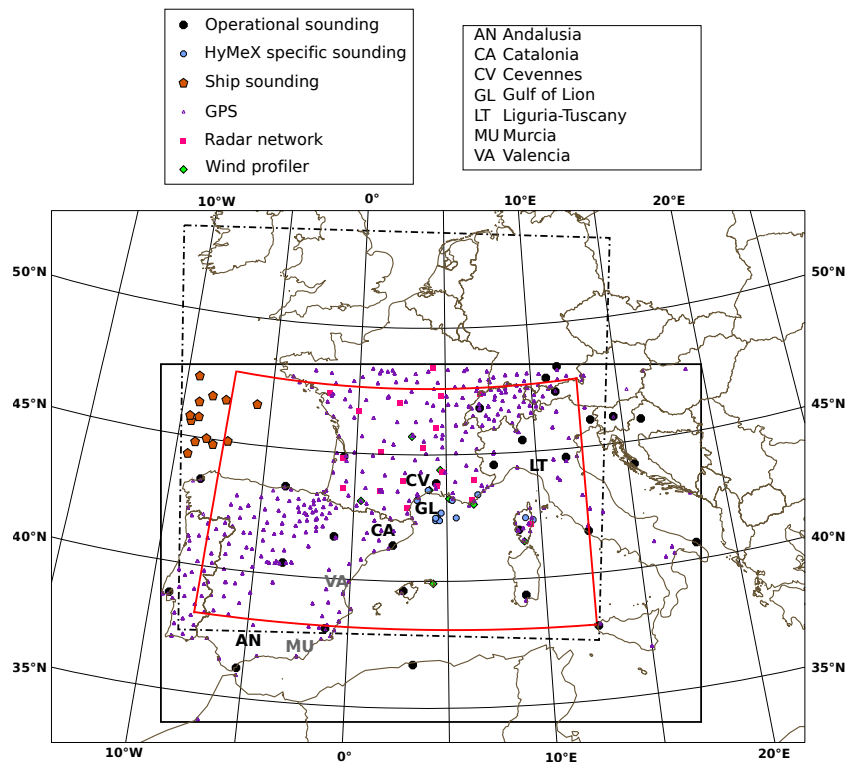 Operational sounding
HyMeX specific sounding
Ship sounding
GPS
Radar network
Wind profiler
AN Andalusia
CA Catalonia
CV Cevennes
GL Gulf of Lion
LT Liguria-Tuscany
MU Murcia
VA Valencia
10°W 0° 10°E 20°E
50°N 50°N
45°N 45°N
LT
CV
GL
CA
40°N 40°N
VA
AN
MU
35°N 35°N
10°W 0° 10°E 20°E